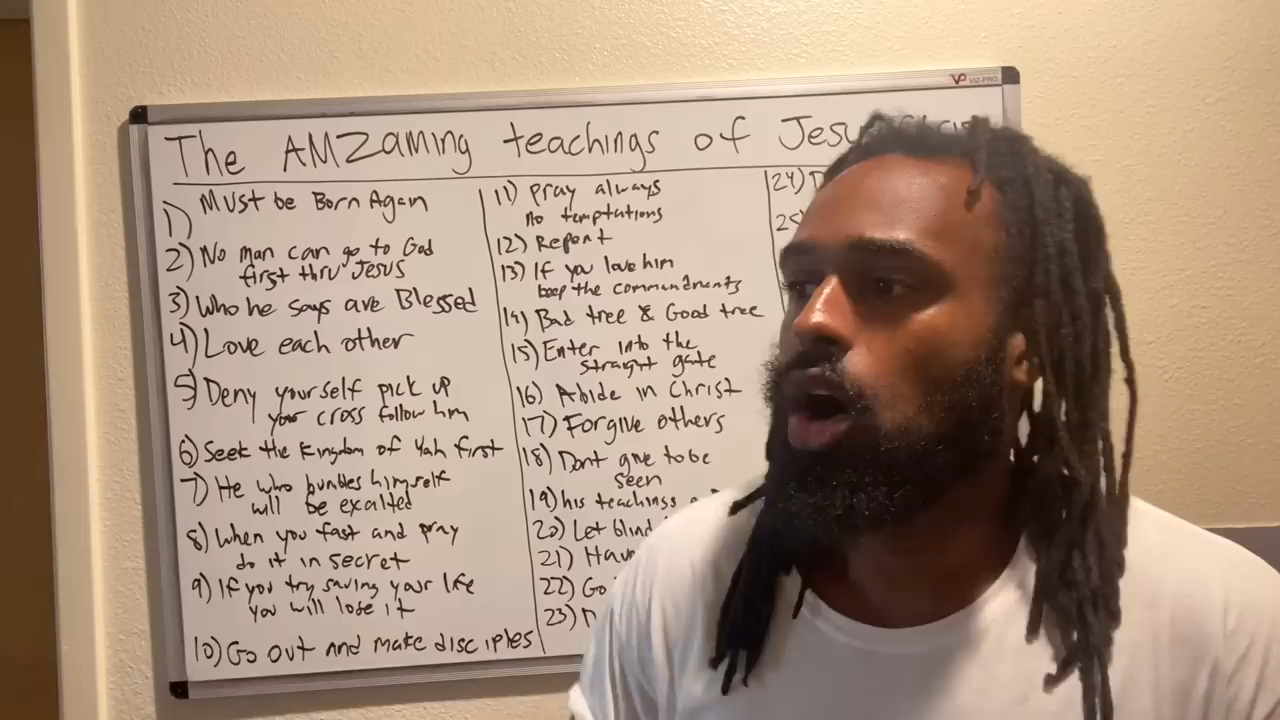 VIZ-PRO
The AMZaming teachings of Jesus
1) Must be Born Again
2) No man can go to God
first thru Jesus
3) Who he says are Blessed
4) Love each other
5) Deny yourself pick up
your cross follow him
6) Seek the Kingdom of Yah first
7) He who humbles himself
will be exalted
8) When you fast and pray
do it in secret
9) If you try saving your life
you will lose it
10) Go out and make disciples
11) Pray always
no temptations
12) Repent
13) If you love him
keep the commandments
14) Bad tree & Good tree
15) Enter into the
straight gate
16) Abide in Christ
17) Forgive others
18) Dont give to be
seen
19) his teachings
20) Let blind
21)
22) Go
23)
24)
25)